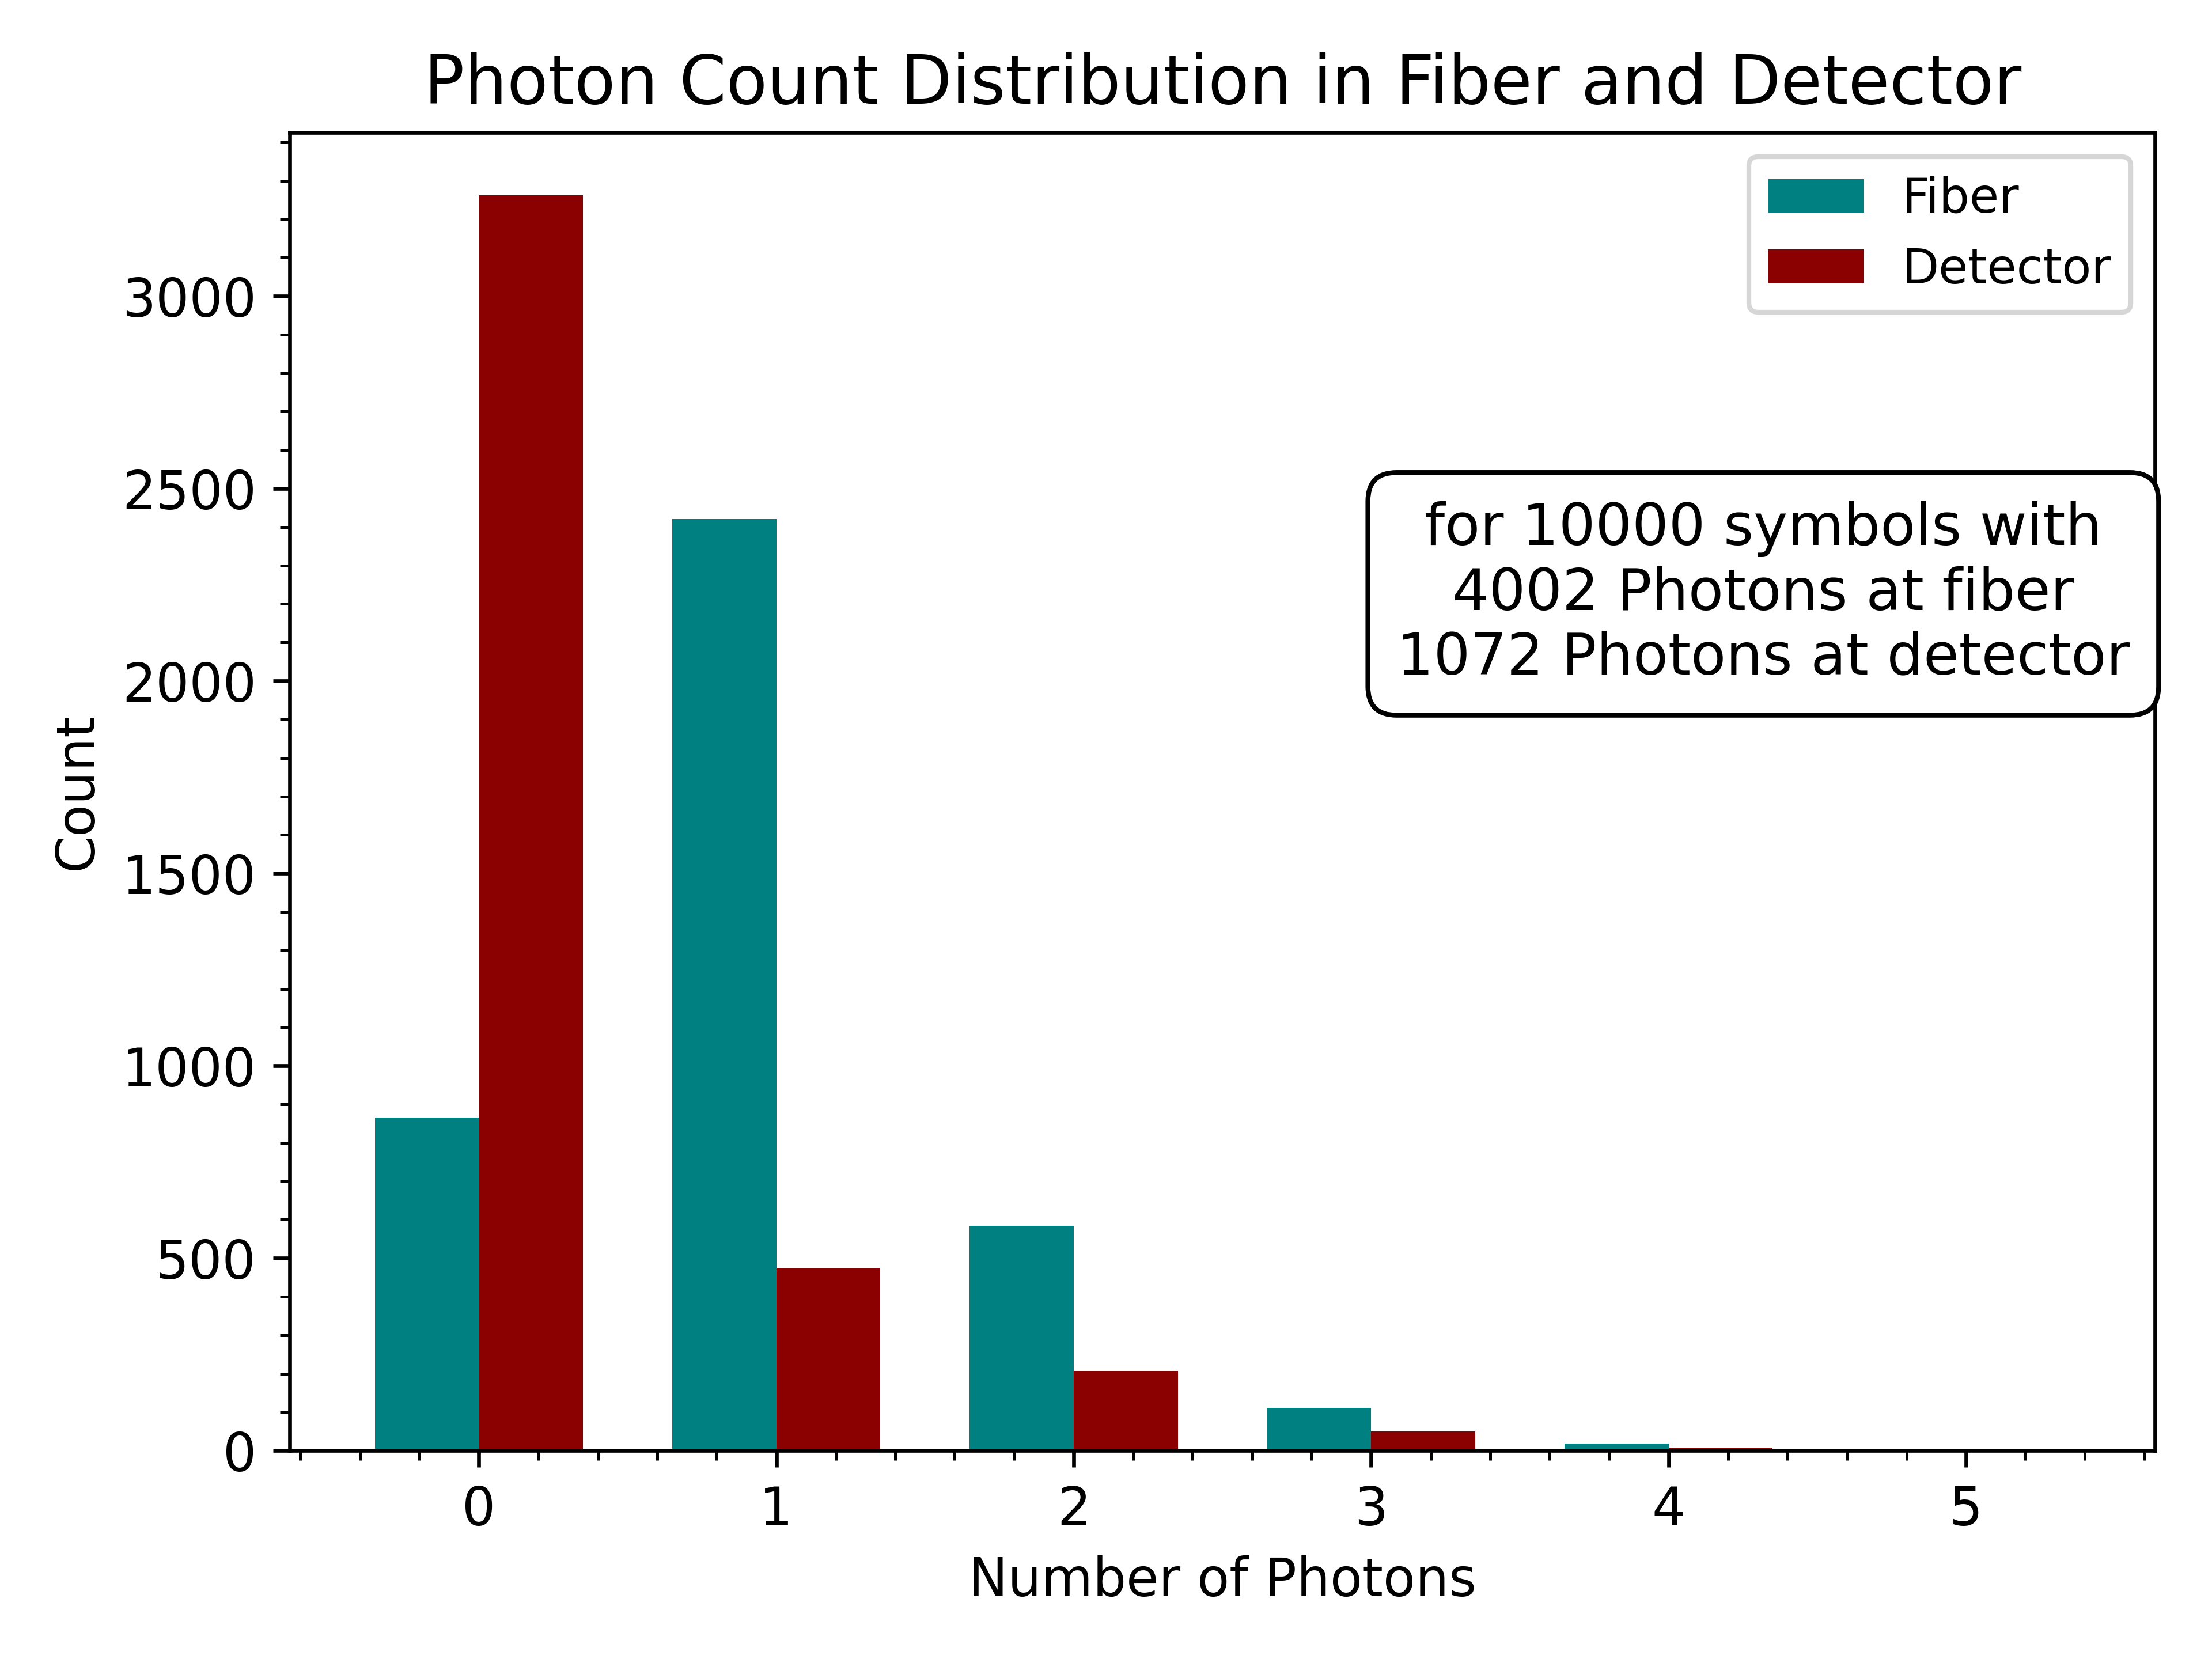 Photon Count Distribution in Fiber and Detector
Fiber
Detector
for 10000 symbols with
4002 Photons at fiber
1072 Photons at detector
3000
2500
2000
1500
1000
500
0
Count
0 1 2 3 4 5
Number of Photons